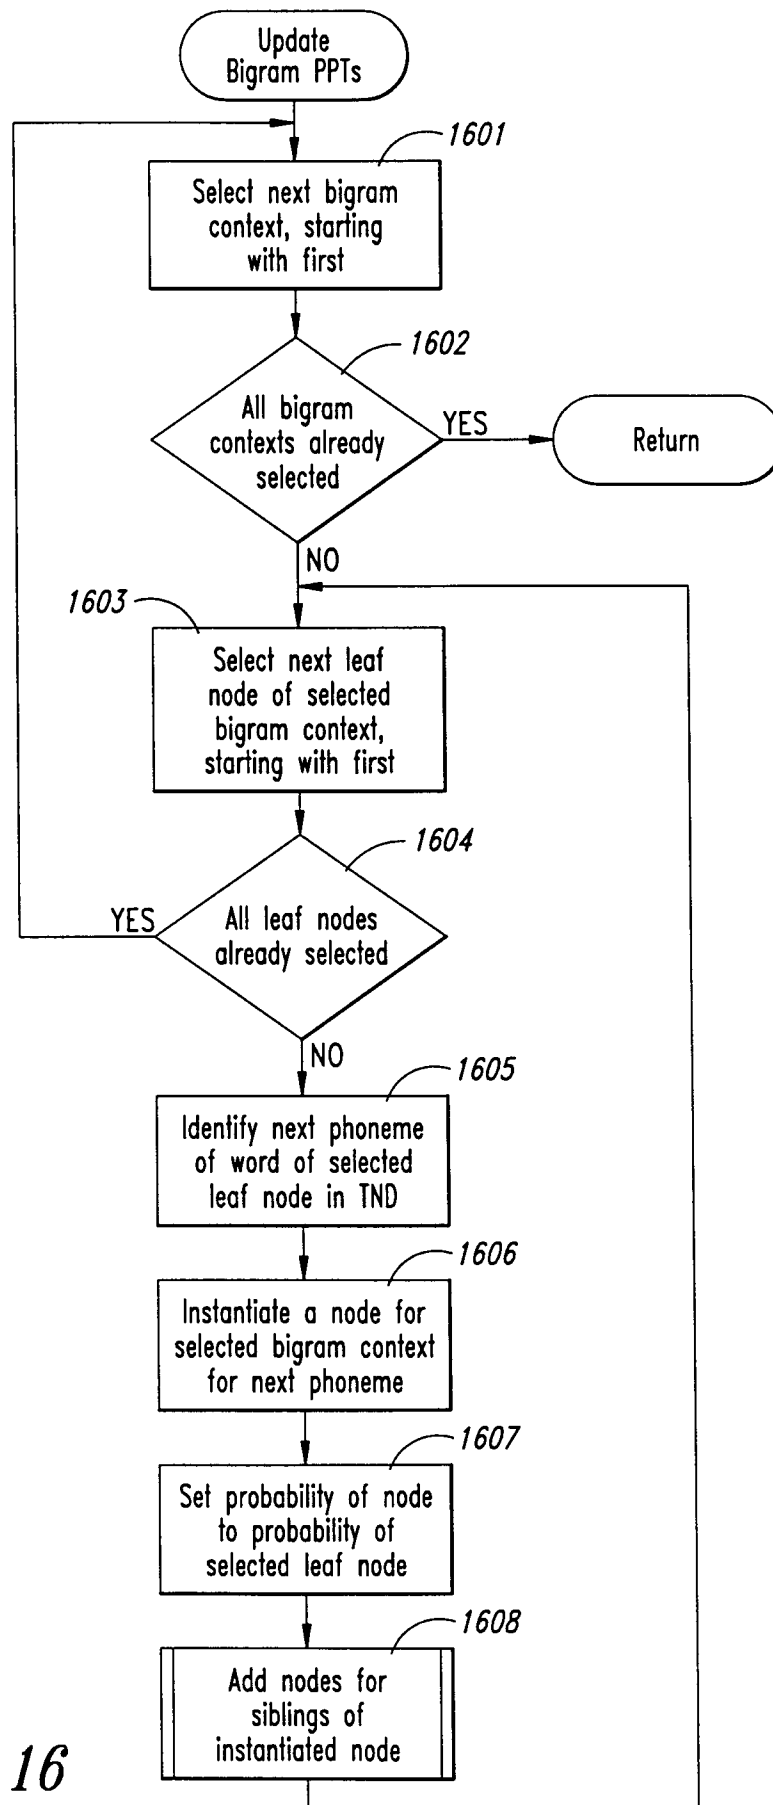 Update
Bigram PPTs
1601
Select next bigram
context, starting
with first
1602
All bigram
contexts already
selected
YES
Return
NO
1603
Select next leaf
node of selected
bigram context,
starting with first
1604
YES
All leaf nodes
already selected
NO
1605
Identify next phoneme
of word of selected
leaf node in TND
1606
Instantiate a node for
selected bigram context
for next phoneme
1607
Set probability of node
to probability of
selected leaf node
1608
Add nodes for
siblings of
instantiated node
16